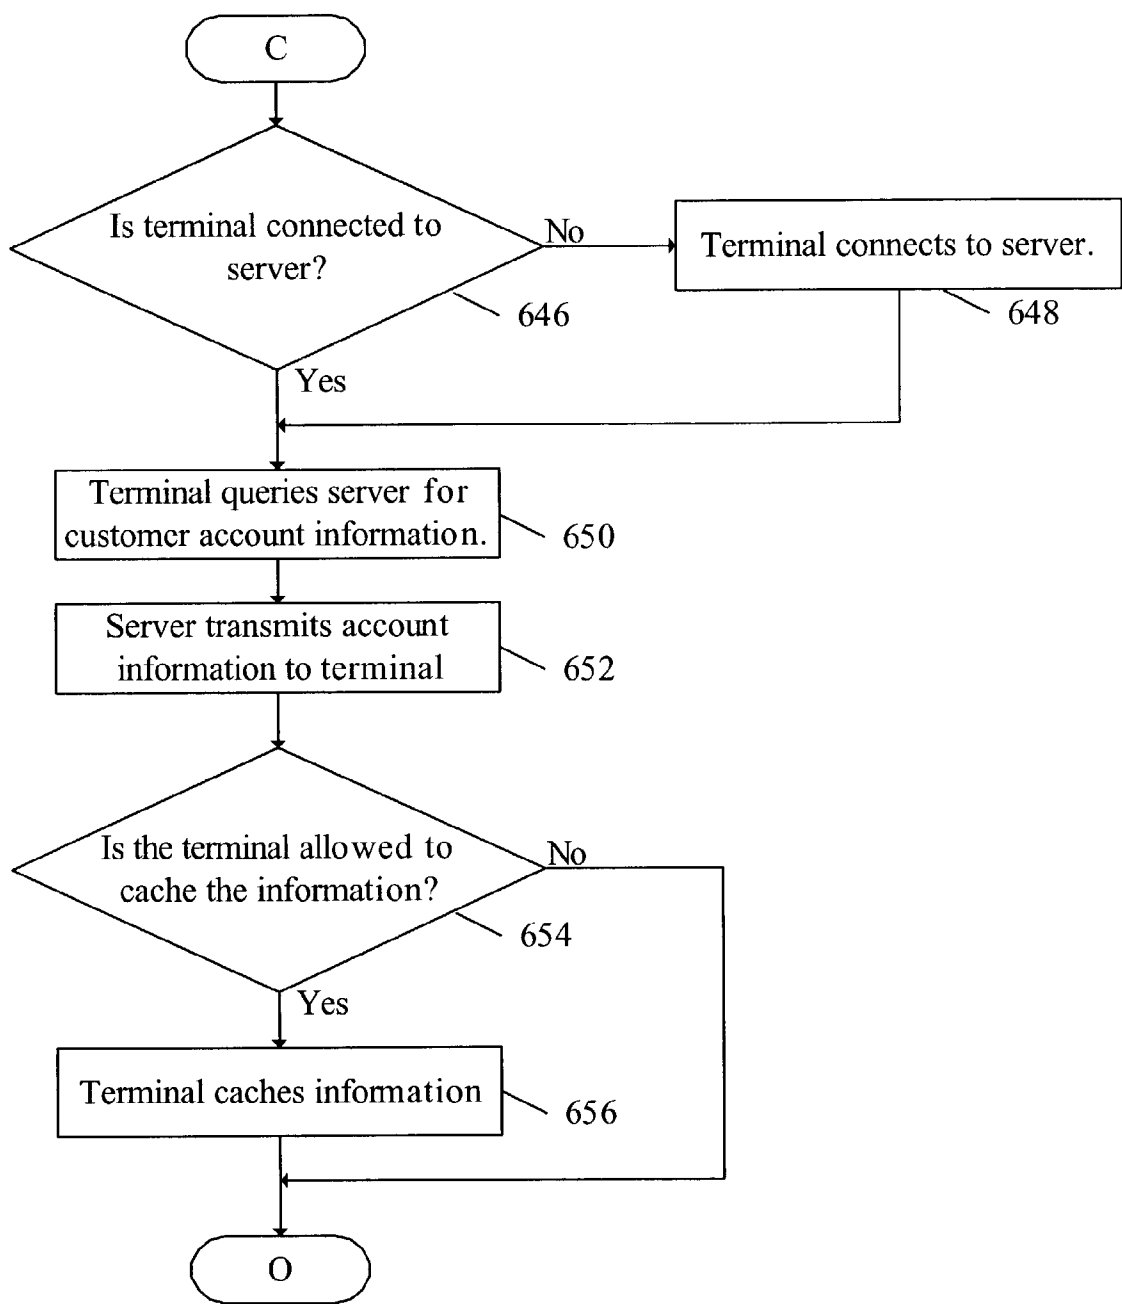 C
Is terminal connected to
server?
No
Terminal connects to server.
646
648
Yes
Terminal queries server for
customer account information.
650
Server transmits account
information to terminal
652
Is the terminal allowed to
cache the information?
No
654
Yes
Terminal caches information
656
O